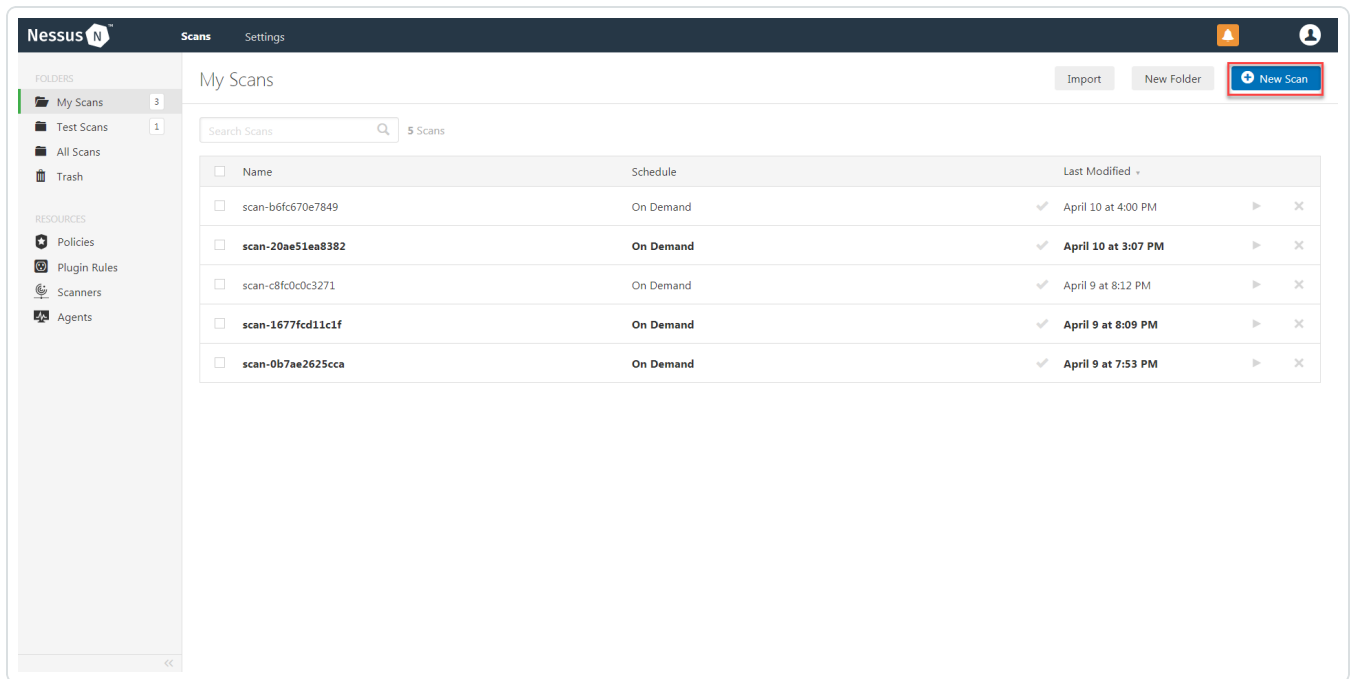 Nessus N ™ Scans Settings
FOLDERS
My Scans 3
Test Scans 1
All Scans
Trash
RESOURCES
Policies
Plugin Rules
Scanners
Agents
My Scans Import New Folder New Scan
Search Scans 5 Scans
Name Schedule Last Modified
scan-b6fc670e7849 On Demand April 10 at 4:00 PM
scan-20ae51ea8382 On Demand April 10 at 3:07 PM
scan-c8fc0c0c3271 On Demand April 9 at 8:12 PM
scan-1677fcd11c1f On Demand April 9 at 8:09 PM
scan-0b7ae2625cca On Demand April 9 at 7:53 PM